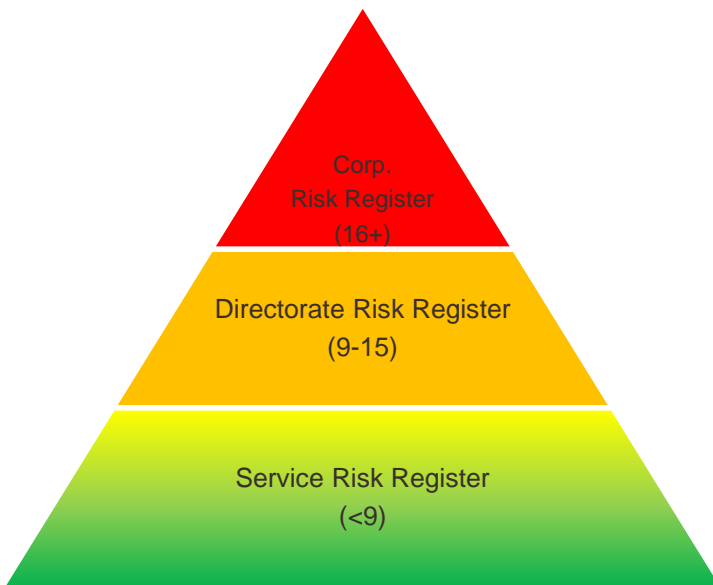 Corp.
Risk Register
(16+)
Directorate Risk Register
(9-15)
Service Risk Register
(<9)